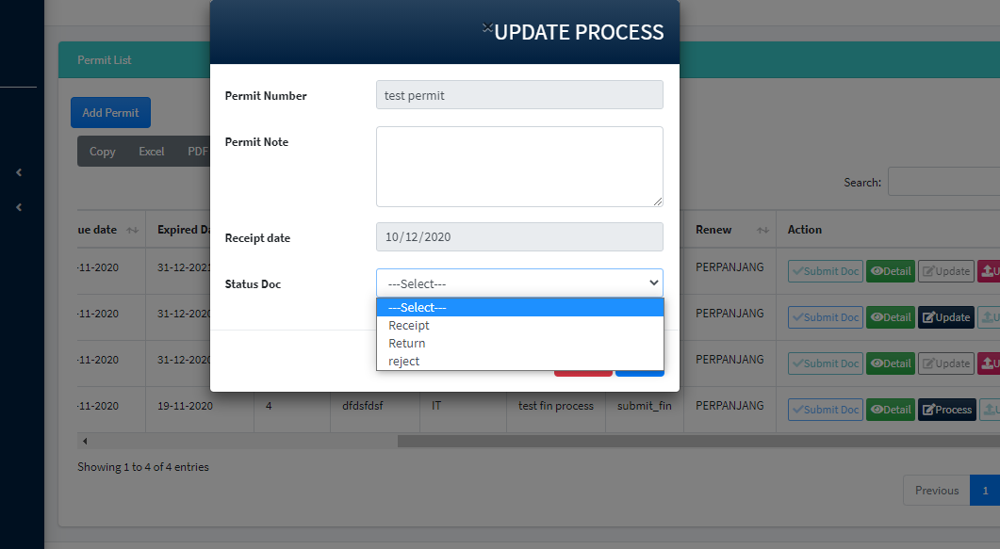 ×UPDATE PROCESS
Permit List
Permit Number
test permit
Add Permit
Permit Note
Copy Excel PDF
Search:
ue date Expired Da Renew Action
Receipt date
10/12/2020
-11-2020 31-12-2021 PERPANJANG Submit Doc Detail Update U
Status Doc
---Select---
---Select---
Receipt
Return
reject
-11-2020 31-12-2020 PERPANJANG Submit Doc Detail Update U
-11-2020 31-12-2020 PERPANJANG Submit Doc Detail Update U
-11-2020 19-11-2020 4 dfdsfdsf IT test fin process submit_fin PERPANJANG Submit Doc Detail Process U
Showing 1 to 4 of 4 entries
Previous 1